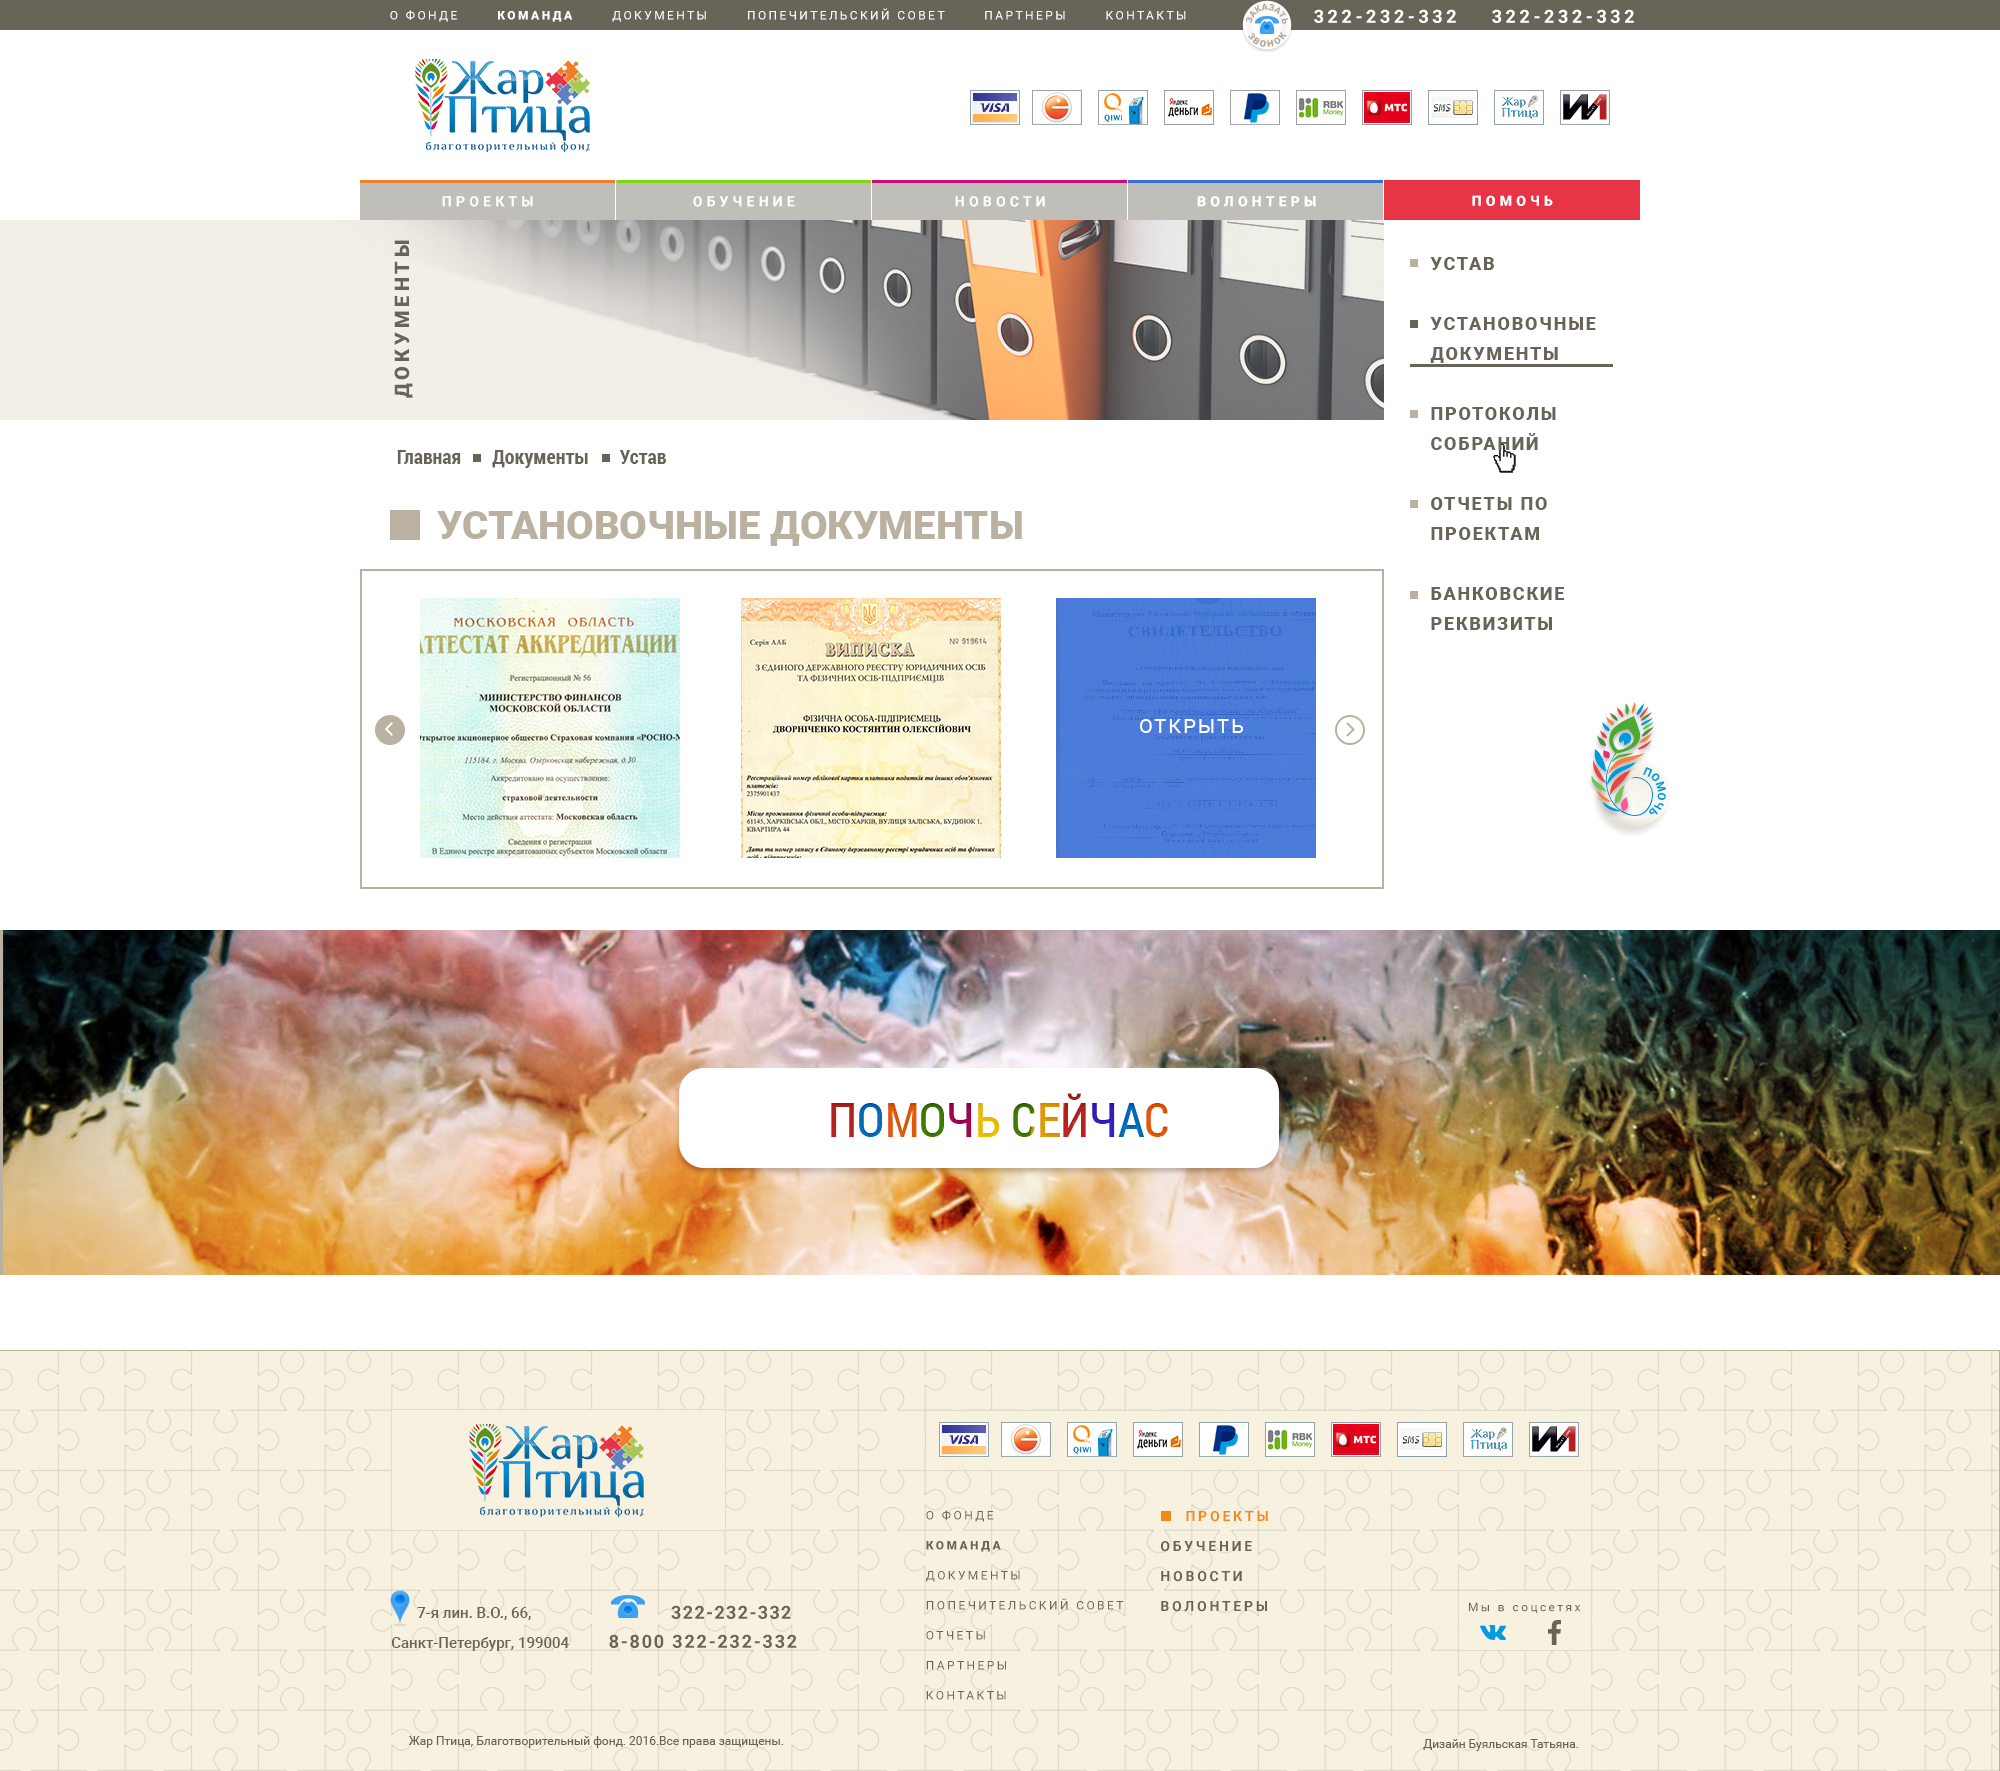 О ФОНДЕ
КОМАНДА
ДОКУМЕНТЫ
ПОПЕЧИТЕЛЬСКИЙ СОВЕТ
ПАРТНЕРЫ
КОНТАКТЫ
ЗАКАЗАТЬ
ЗВОНОК
322-232-332
322-232-332
Жар
Птица
благотворительный фонд
VISA
QIWI
Яндекс
деньги
RBK
Money
МТС
SMS
Жар
Птица
ПРОЕКТЫ
ОБУЧЕНИЕ
НОВОСТИ
ВОЛОНТЕРЫ
ПОМОЧЬ
ДОКУМЕНТЫ
УСТАВ
УСТАНОВОЧНЫЕ
ДОКУМЕНТЫ
ПРОТОКОЛЫ
СОБРАНИЙ
ОТЧЕТЫ ПО
ПРОЕКТАМ
БАНКОВСКИЕ
РЕКВИЗИТЫ
Главная
Документы
Устав
УСТАНОВОЧНЫЕ ДОКУМЕНТЫ
МОСКОВСКАЯ ОБЛАСТЬ
АТТЕСТАТ АККРЕДИТАЦИИ
Регистрационный № 56
МИНИСТЕРСТВО ФИНАНСОВ
МОСКОВСКОЙ ОБЛАСТИ
Открытое акционерное общество Страховая компания «РОСНО-М
115184, г. Москва, Озерковская набережная, д.30
Аккредитовано на осуществление:
страховой деятельности
Место действия аттестата: Московская область
Сведения о регистрации
В Едином реестре аккредитованных субъектов Московской области
Серія ААБ
№ 919614
ВИПИСКА
З ЄДИНОГО ДЕРЖАВНОГО РЕЄСТРУ ЮРИДИЧНИХ ОСІБ
ТА ФІЗИЧНИХ ОСІБ-ПІДПРИЄМЦІВ
ФІЗИЧНА ОСОБА-ПІДПРИЄМЕЦЬ
ДВОРНІЧЕНКО КОСТЯНТИН ОЛЕКСІЙОВИЧ
Реєстраційний номер облікової картки платника податків та інших обов'язкових
платежів:
2375901437
Місце проживання фізичної особи-підприємця:
61145, ХАРКІВСЬКА ОБЛ., МІСТО ХАРКІВ, ВУЛИЦЯ ЗАЛІСЬКА, БУДИНОК 1,
КВАРТИРА 44
Дата та номер запису в Єдиному державному реєстрі юридичних осіб та фізичних
осіб - підприємців:
СВИДЕТЕЛЬСТВО
ОТКРЫТЬ
ПОМОЧЬ
ПОМОЧЬ СЕЙЧАС
Жар
Птица
благотворительный фонд
VISA
QIWI
Яндекс
деньги
RBK
Money
МТС
SMS
Жар
Птица
О ФОНДЕ
КОМАНДА
ДОКУМЕНТЫ
ПОПЕЧИТЕЛЬСКИЙ СОВЕТ
ОТЧЕТЫ
ПАРТНЕРЫ
КОНТАКТЫ
ПРОЕКТЫ
ОБУЧЕНИЕ
НОВОСТИ
ВОЛОНТЕРЫ
7-я лин. В.О., 66,
Санкт-Петербург, 199004
322-232-332
8-800 322-232-332
Мы в соцсетях
Жар Птица, Благотворительный фонд. 2016.Все права защищены.
Дизайн Буяльская Татьяна.